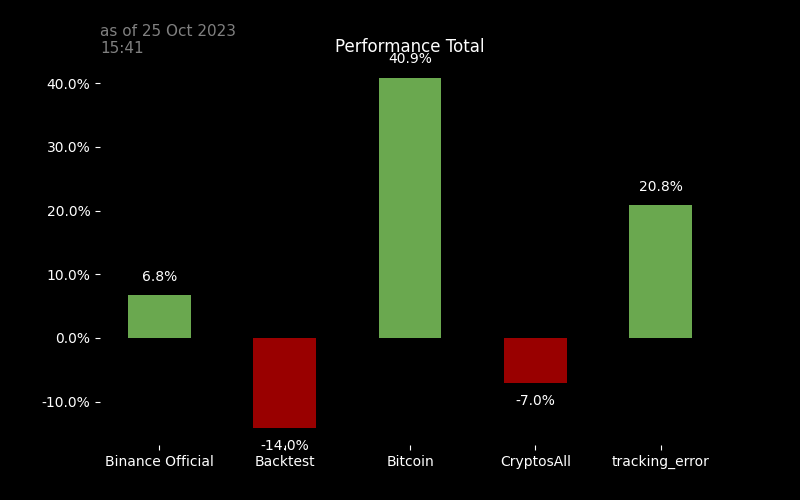 as of 25 Oct 2023
15:41
Performance Total
40.9%
40.0%
30.0%
20.8%
20.0%
10.0%
6.8%
0.0%
-10.0%
-7.0%
-14.0%
Binance Official
Backtest
Bitcoin
CryptosAll
tracking_error